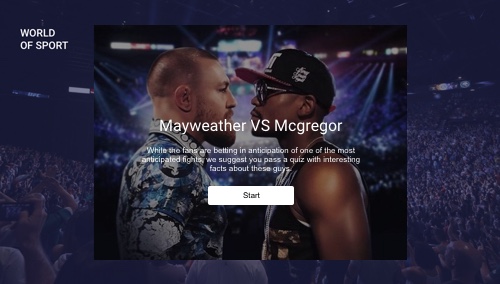 WORLD
OF SPORT
Mayweather VS Mcgregor
While the fans are betting in anticipation of one of the most
anticipated fights, we suggest you pass a quiz with interesting
facts about these guys.
Start